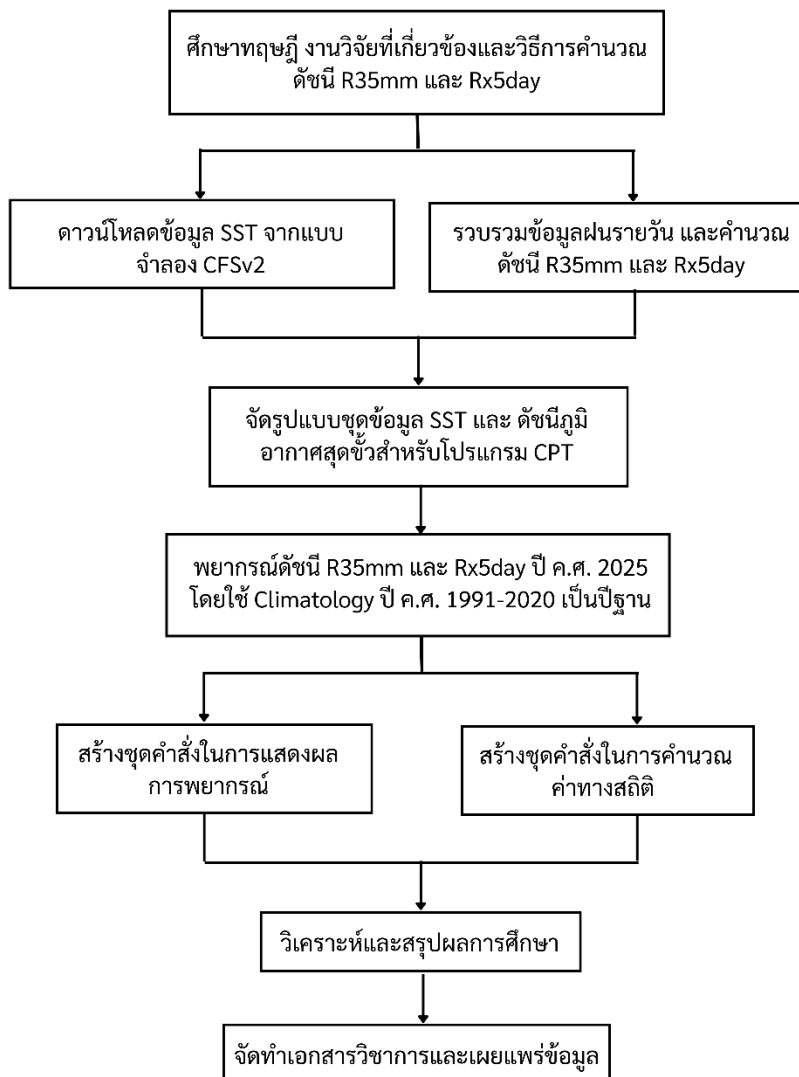 ศึกษาทฤษฎี งานวิจัยที่เกี่ยวข้องและวิธีการคำนวณ
ดัชนี R35mm และ Rx5day
ดาวน์โหลดข้อมูล SST จากแบบ
จำลอง CFSv2
รวบรวมข้อมูลฝนรายวัน และคำนวณ
ดัชนี R35mm และ Rx5day
จัดรูปแบบชุดข้อมูล SST และ ดัชนีภูมิ
อากาศสุดขั้วสำหรับโปรแกรม CPT
พยากรณ์ดัชนี R35mm และ Rx5day ปี ค.ศ. 2025
โดยใช้ Climatology ปี ค.ศ. 1991-2020 เป็นปีฐาน
สร้างชุดคำสั่งในการแสดงผล
การพยากรณ์
สร้างชุดคำสั่งในการคำนวณ
ค่าทางสถิติ
วิเคราะห์และสรุปผลการศึกษา
จัดทำเอกสารวิชาการและเผยแพร่ข้อมูล